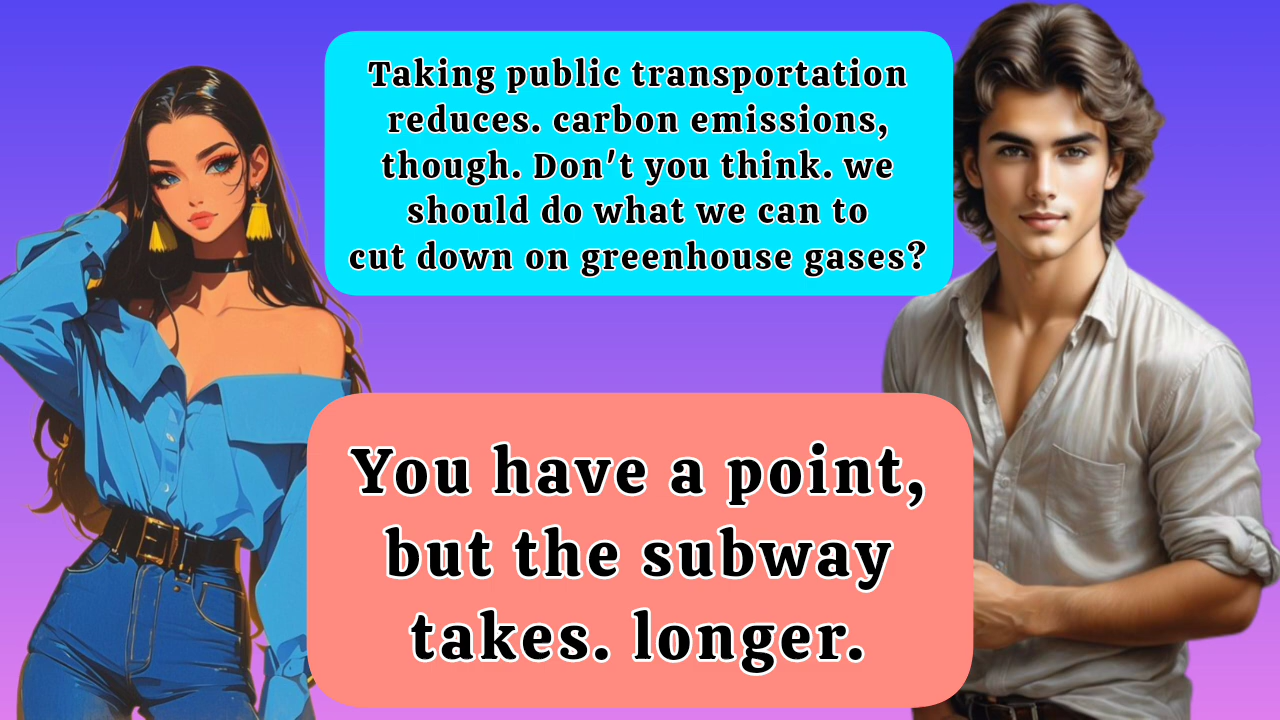 Taking public transportation
reduces. carbon emissions,
though. Don't you think. we
should do what we can to
cut down on greenhouse gases?
You have a point,
but the subway
takes. longer.